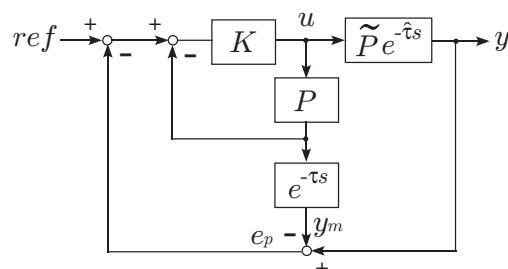 ref + − + − K u P̃ e^{-τ̂s} y
P
e^{-τs}
e_p − y_m
+